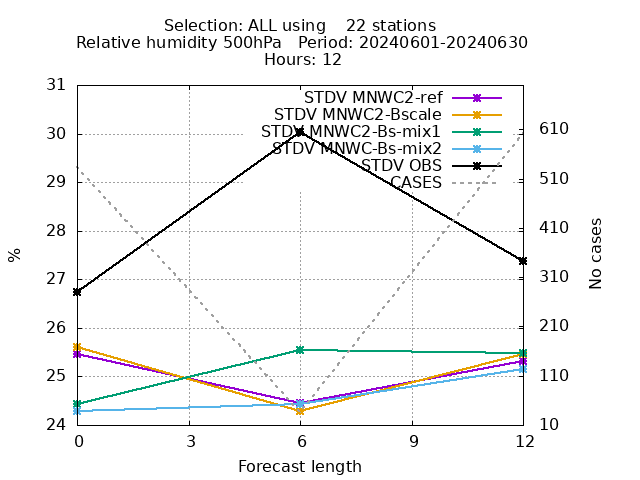 Selection: ALL using    22 stations
Relative humidity 500hPa   Period: 20240601-20240630
Hours: 12
31
30
29
28
27
26
25
24
%
STDV MNWC2-ref
STDV MNWC2-Bscale
STDV MNWC2-Bs-mix1
STDV MNWC-Bs-mix2
STDV OBS
CASES
610
510
410
310
210
110
10
No cases
0 3 6 9 12
Forecast length